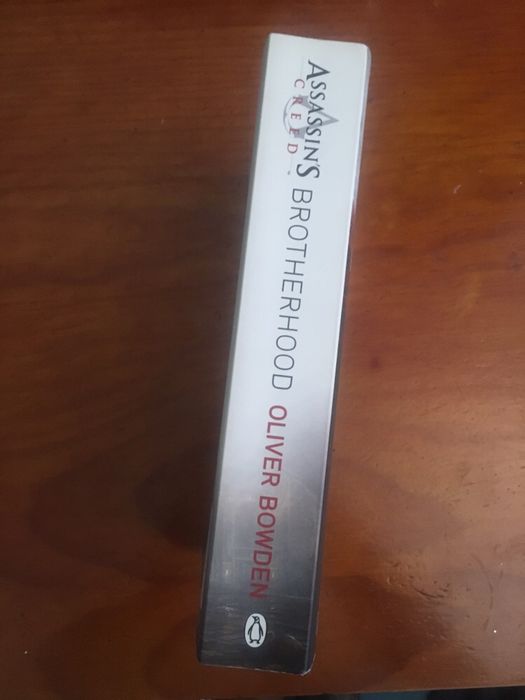 ASSASSIN'S
CREED
BROTHERHOOD
OLIVER BOWDEN